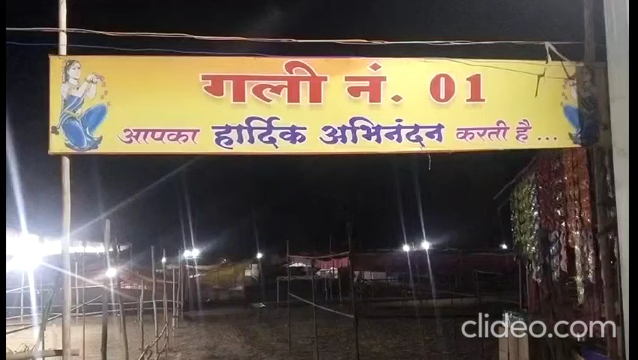 गली नं. 01
आपका हार्दिक अभिनंदन करती है...
clideo.com